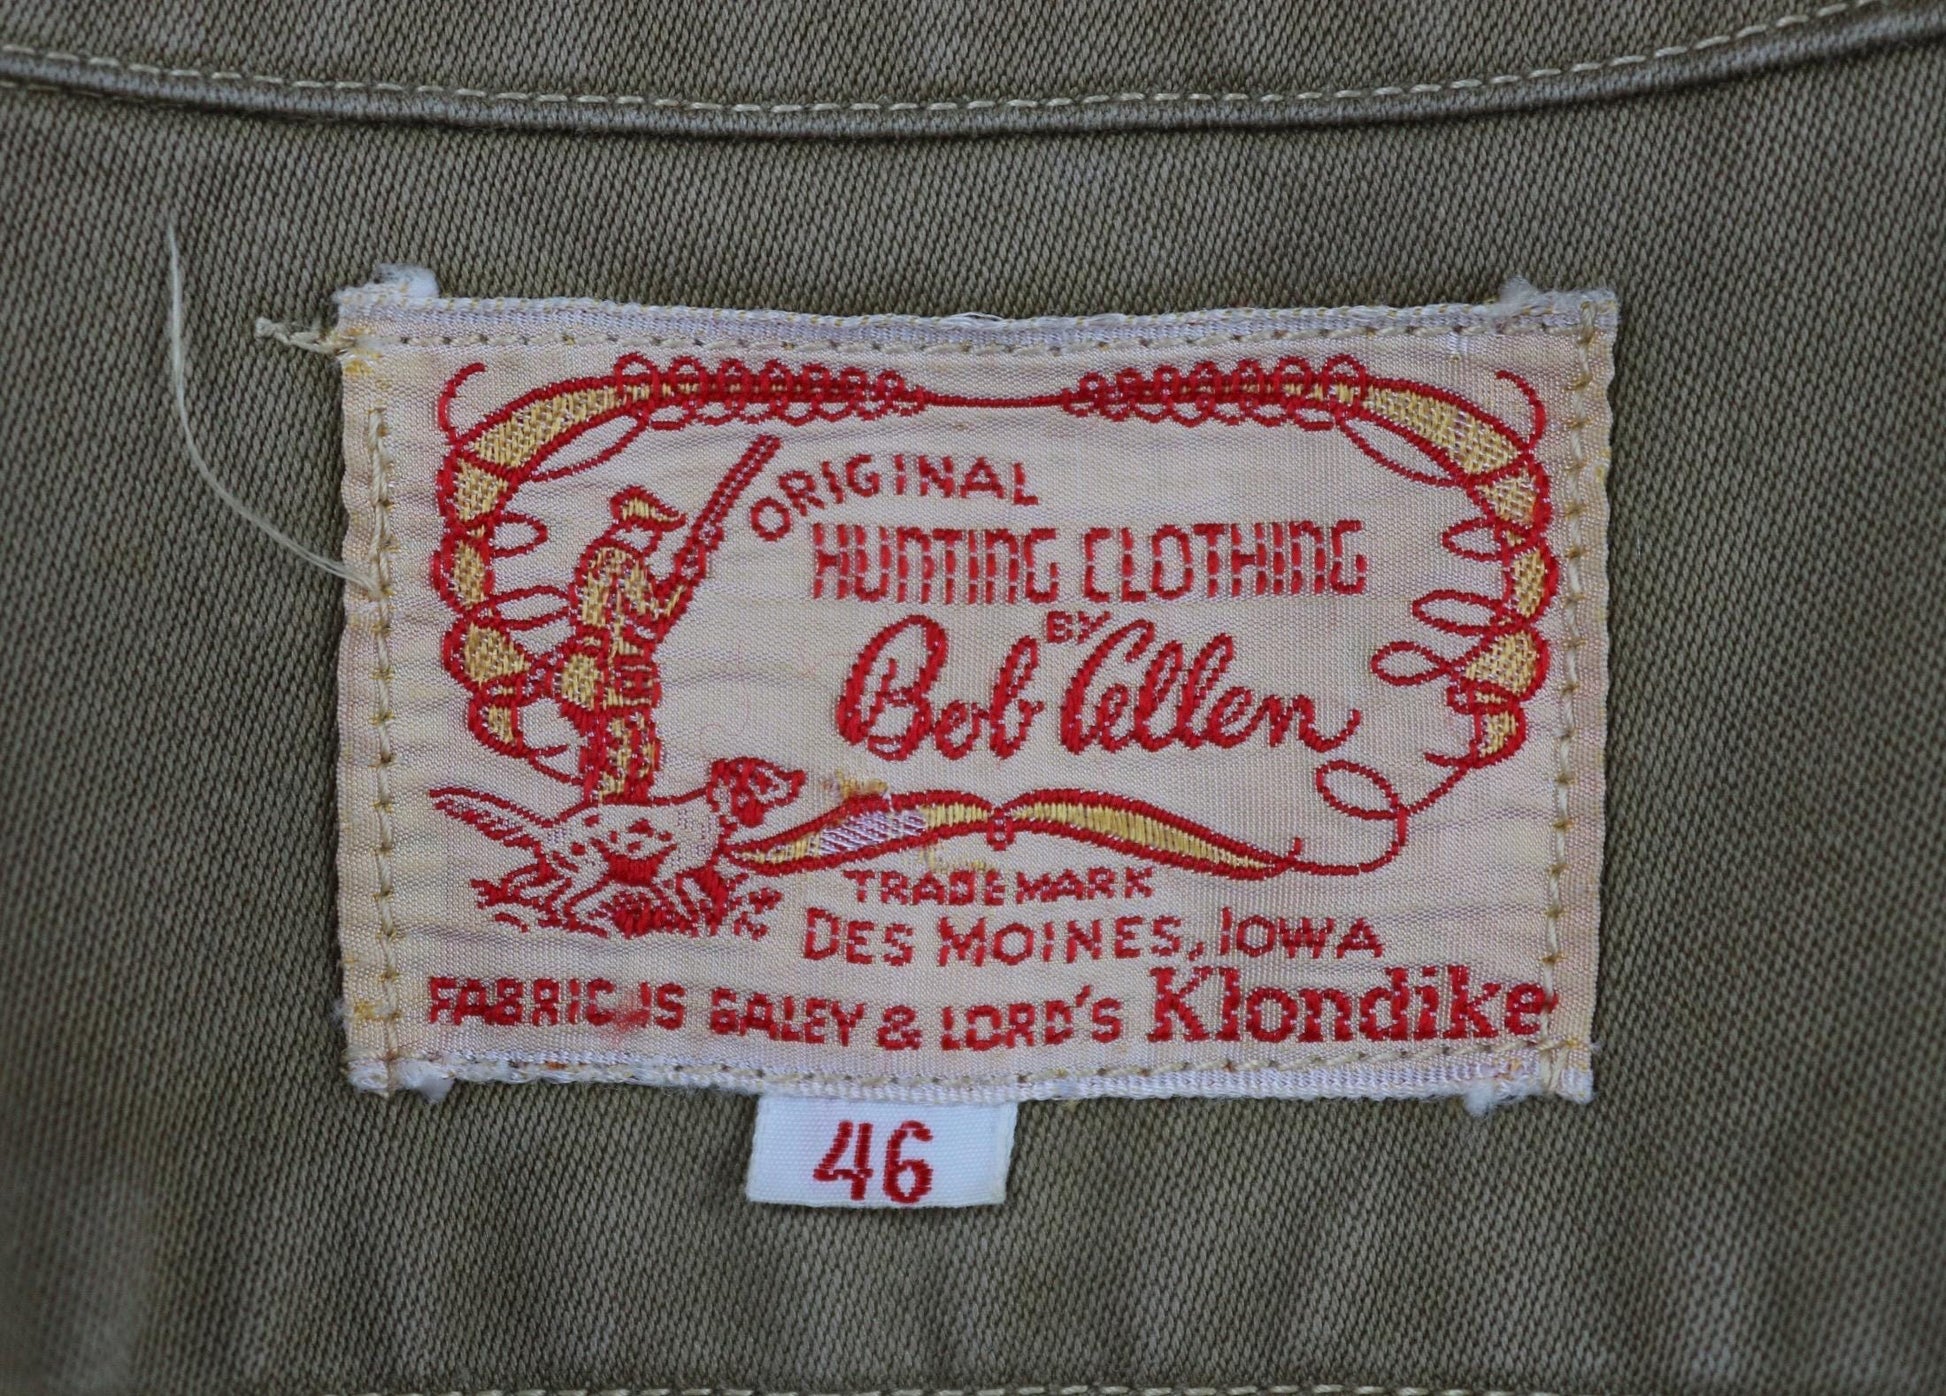 ORIGINAL
HUNTING CLOTHING
BY
Bob Allen
TRADEMARK
DES MOINES, IOWA
FABRIC IS GALEY & LORD'S Klondike
46